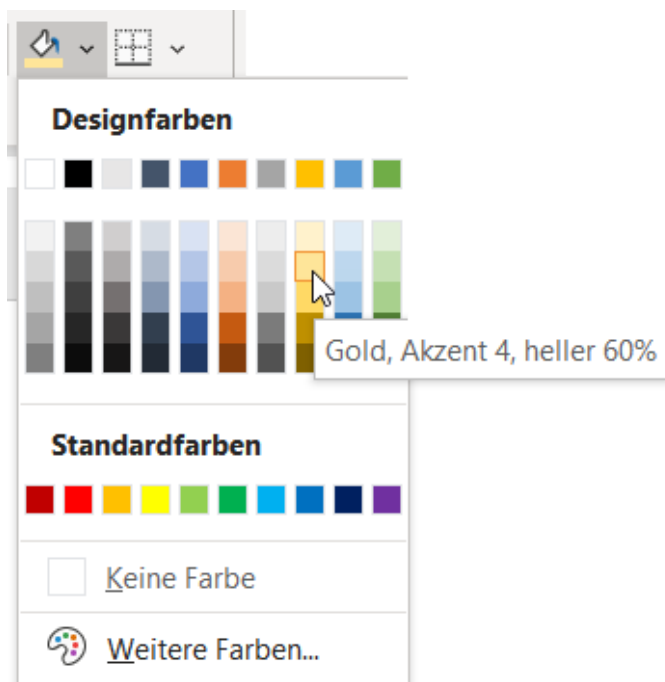 Designfarben
Gold, Akzent 4, heller 60%
Standardfarben
Keine Farbe
Weitere Farben...